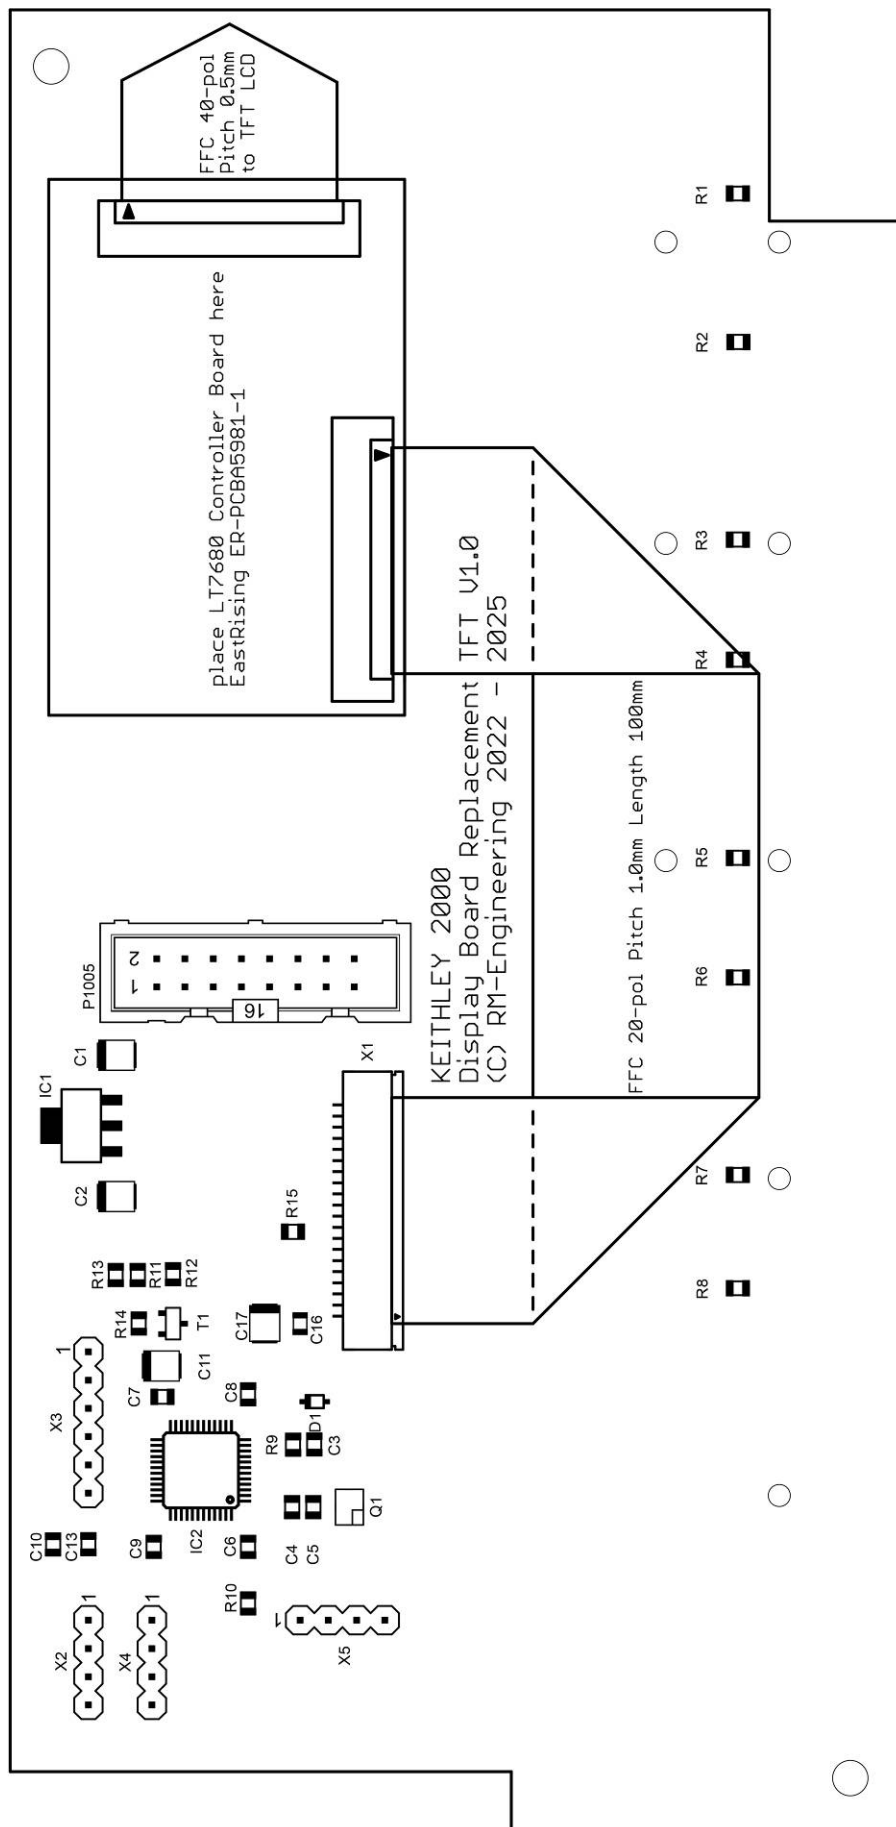 FFC 40-pol
Pitch 0.5mm
to TFT LCD
R1
R2
place LT7680 Controller Board here
EastRising ER-PCBA5981-1
R3
R4
KEITHLEY 2000
Display Board Replacement TFT V1.0
(C) RM-Engineering 2022 - 2025
FFC 20-pol Pitch 1.0mm Length 100mm
R5
R6
P1005
2
1
16
X1
C1
IC1
C2
R15
R7
R8
R13
R11
R12
R14
T1
C17
C16
X3
1
C7
C11
C8
D1
R9
C3
C10
C13
C9
IC2
C6
C4
C5
Q1
R10
X2
1
X4
1
X5
1